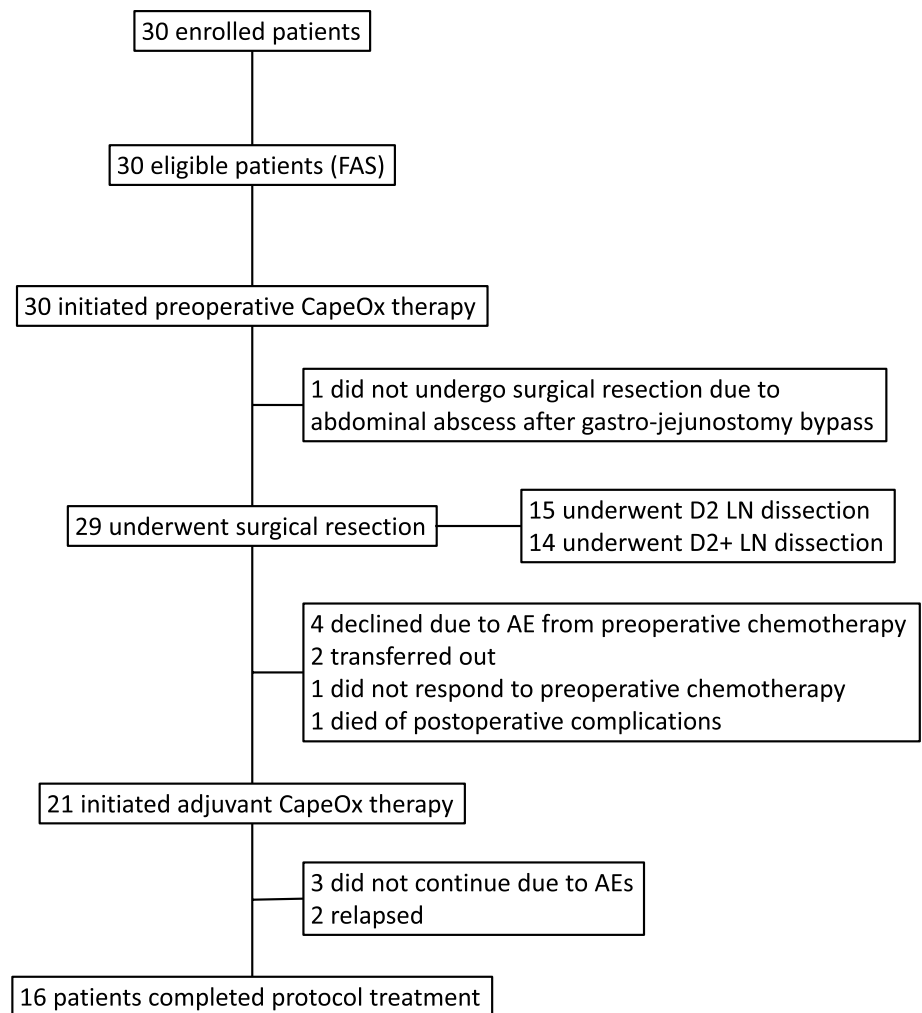 30 enrolled patients
30 eligible patients (FAS)
30 initiated preoperative CapeOx therapy
1 did not undergo surgical resection due to
abdominal abscess after gastro-jejunostomy bypass
29 underwent surgical resection
15 underwent D2 LN dissection
14 underwent D2+ LN dissection
4 declined due to AE from preoperative chemotherapy
2 transferred out
1 did not respond to preoperative chemotherapy
1 died of postoperative complications
21 initiated adjuvant CapeOx therapy
3 did not continue due to AEs
2 relapsed
16 patients completed protocol treatment